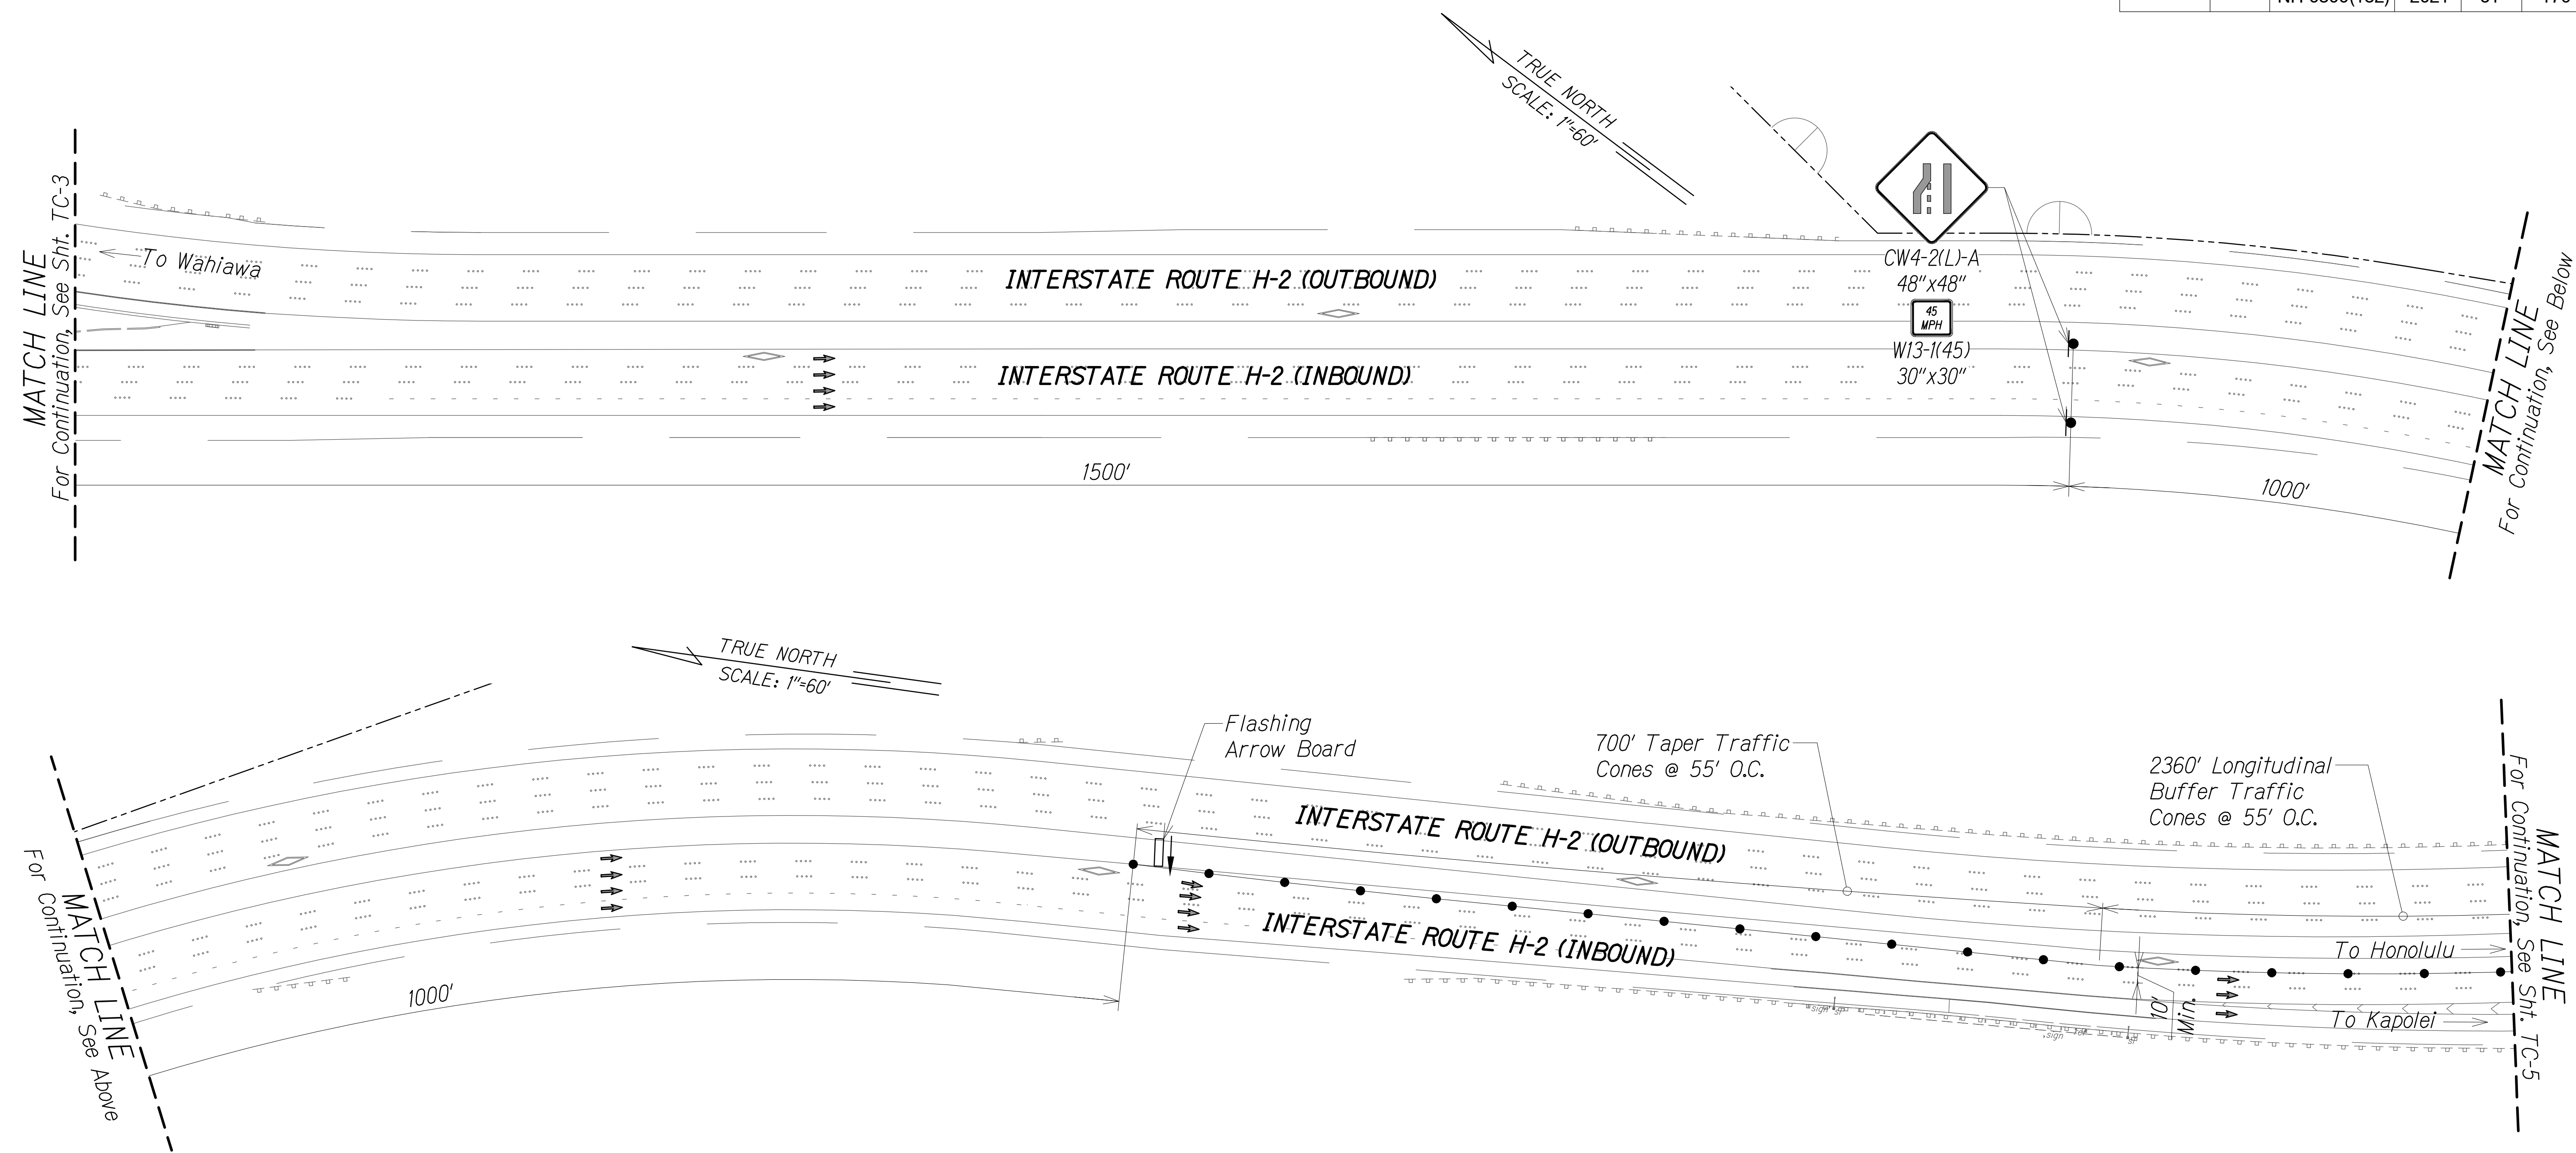 TRUE NORTH
SCALE: 1"=60'
MATCH LINE
For Continuation, See Sht. TC-3
To Wahiawa
INTERSTATE ROUTE H-2 (OUTBOUND)
CW4-2(L)-A
48"x48"
45
MPH
W13-1(45)
30"x30"
INTERSTATE ROUTE H-2 (INBOUND)
1500'
1000'
MATCH LINE
For Continuation, See Below
TRUE NORTH
SCALE: 1"=60'
MATCH LINE
For Continuation, See Above
Flashing
Arrow Board
700' Taper Traffic
Cones @ 55' O.C.
2360' Longitudinal
Buffer Traffic
Cones @ 55' O.C.
INTERSTATE ROUTE H-2 (OUTBOUND)
INTERSTATE ROUTE H-2 (INBOUND)
1000'
10'
Min.
To Honolulu
To Kapolei
sign
sign
MATCH LINE
For Continuation, See Sht. TC-5